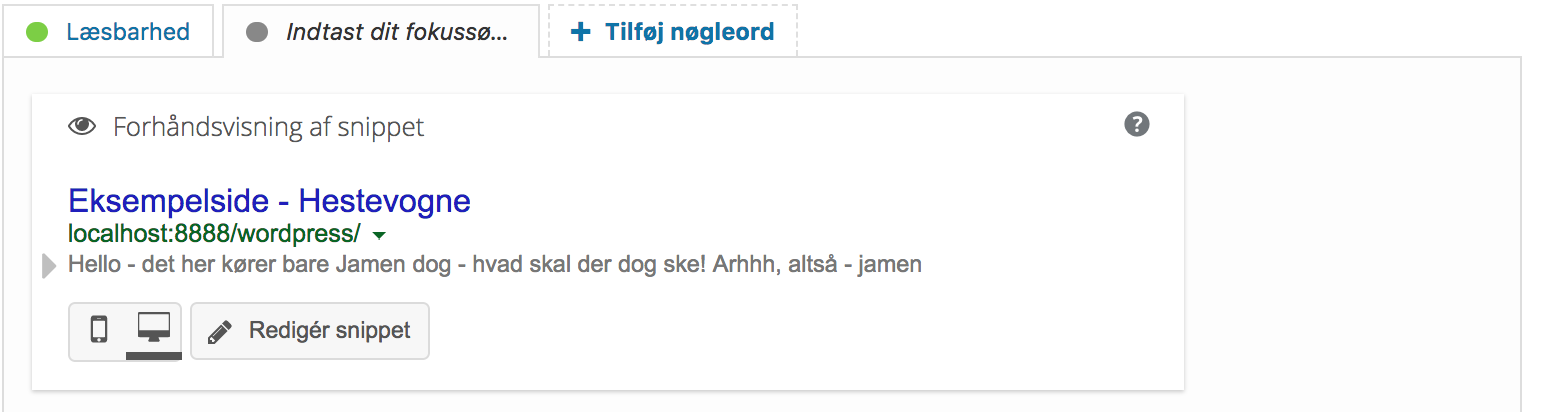 Læsbarhed
Indtast dit fokussø...
+ Tilføj nøgleord
Forhåndsvisning af snippet
?
Eksempelside - Hestevogne
localhost:8888/wordpress/
Hello - det her kører bare Jamen dog - hvad skal der dog ske! Arhhh, altså - jamen
Redigér snippet